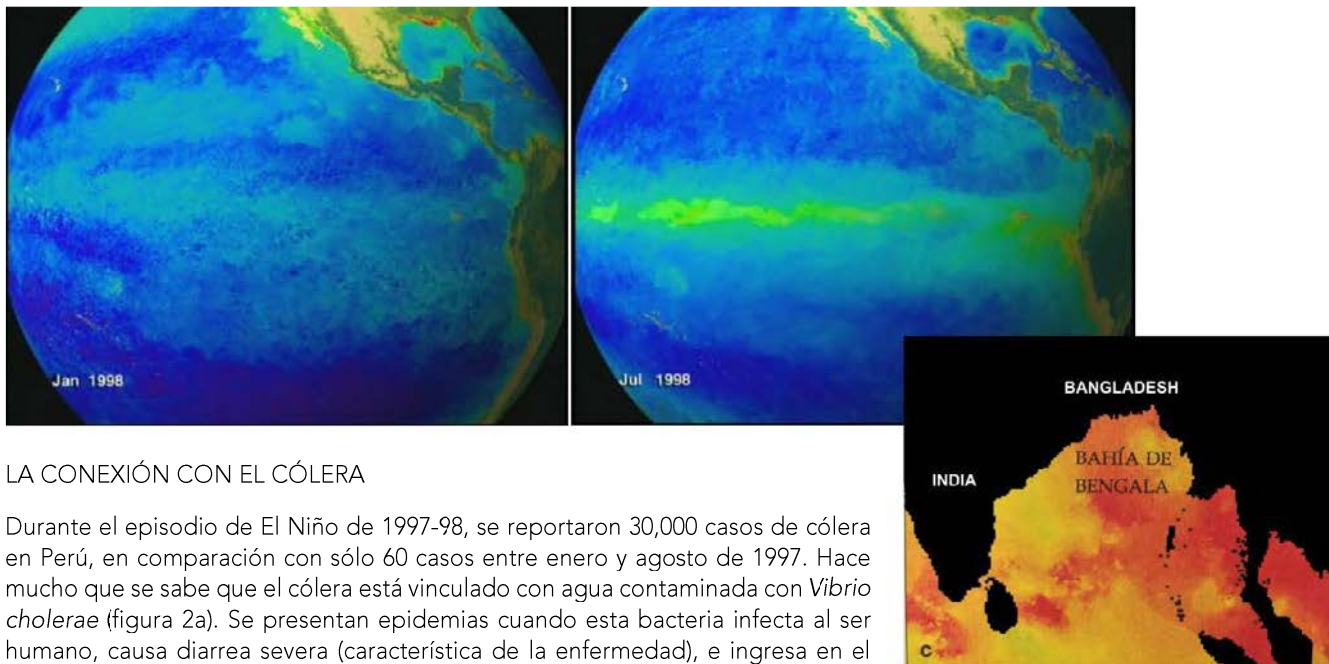 Jan 1998
Jul 1998
BANGLADESH
INDIA
BAHÍA DE
BENGALA
C
LA CONEXIÓN CON EL CÓLERA
Durante el episodio de El Niño de 1997-98, se reportaron 30,000 casos de cólera
en Perú, en comparación con sólo 60 casos entre enero y agosto de 1997. Hace
mucho que se sabe que el cólera está vinculado con agua contaminada con Vibrio
cholerae (figura 2a). Se presentan epidemias cuando esta bacteria infecta al ser
humano, causa diarrea severa (característica de la enfermedad), e ingresa en el